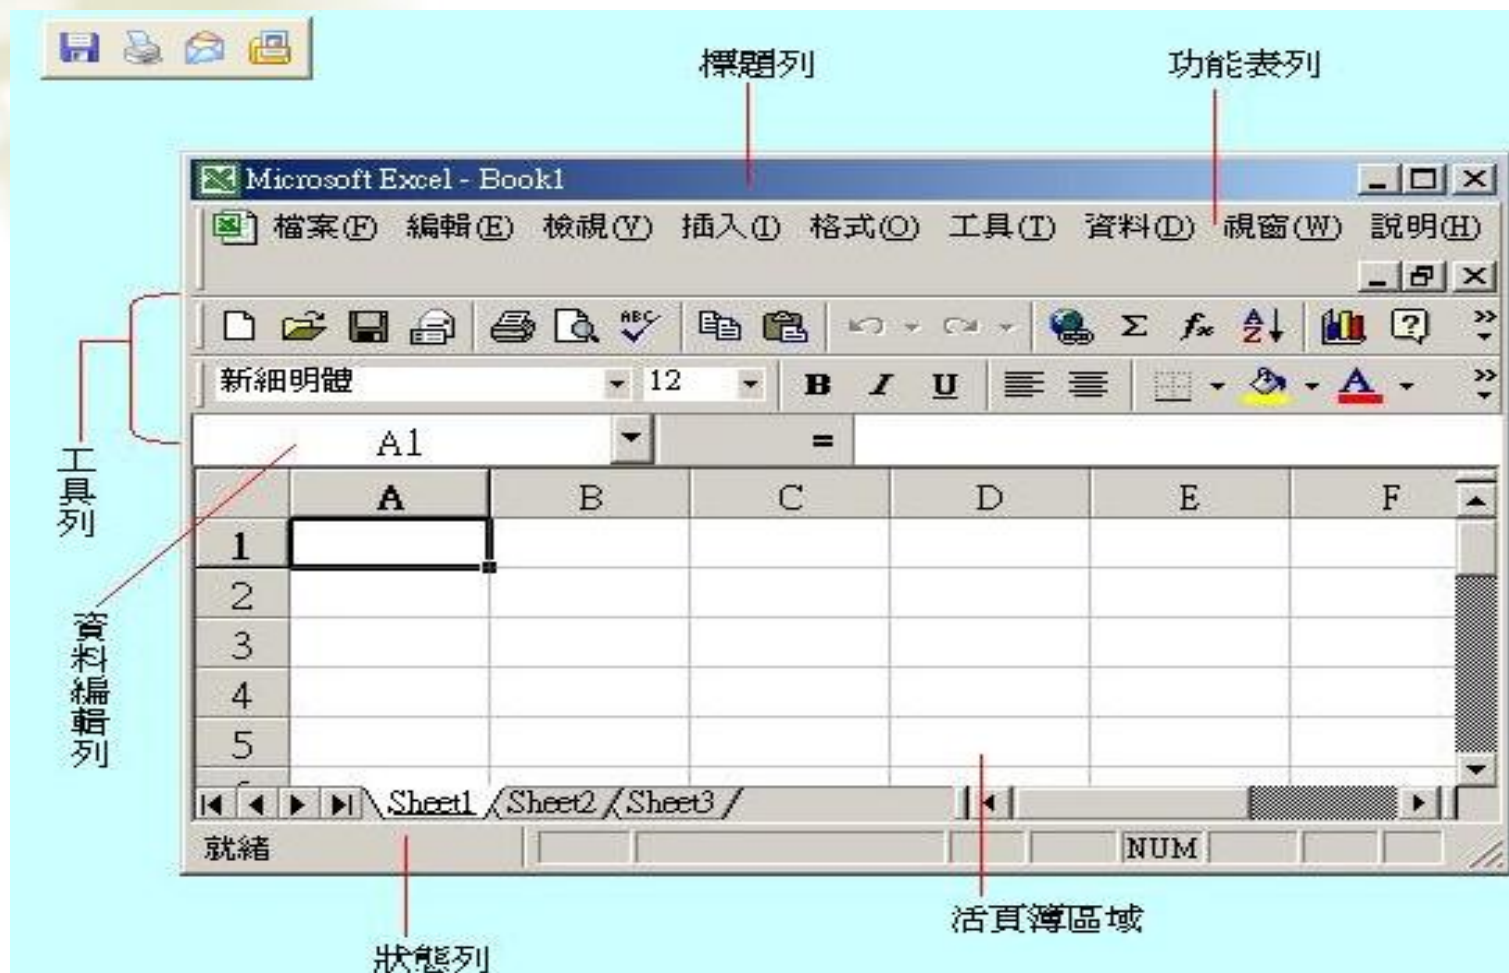 標題列
功能表列
Microsoft Excel - Book1
檔案(F) 編輯(E) 檢視(V) 插入(I) 格式(O) 工具(T) 資料(D) 視窗(W) 說明(H)
ABC Σ fx A Z ?
新細明體 12 B I U A
A1 =
工具列
A B C D E F
1
2
3
4
5
資料編輯列
Sheet1 Sheet2 Sheet3
就緒 NUM
活頁簿區域
狀態列